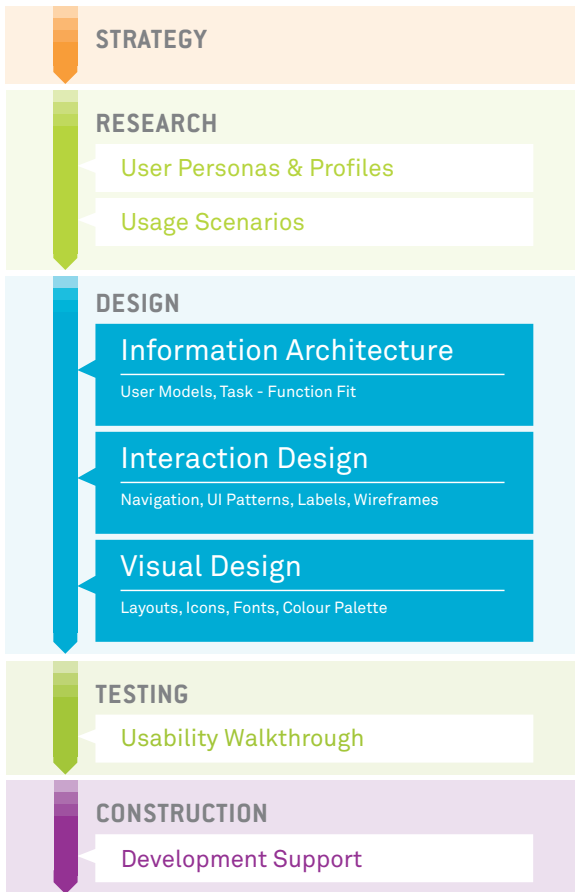 STRATEGY
RESEARCH
User Personas & Profiles
Usage Scenarios
DESIGN
Information Architecture
User Models, Task - Function Fit
Interaction Design
Navigation, UI Patterns, Labels, Wireframes
Visual Design
Layouts, Icons, Fonts, Colour Palette
TESTING
Usability Walkthrough
CONSTRUCTION
Development Support